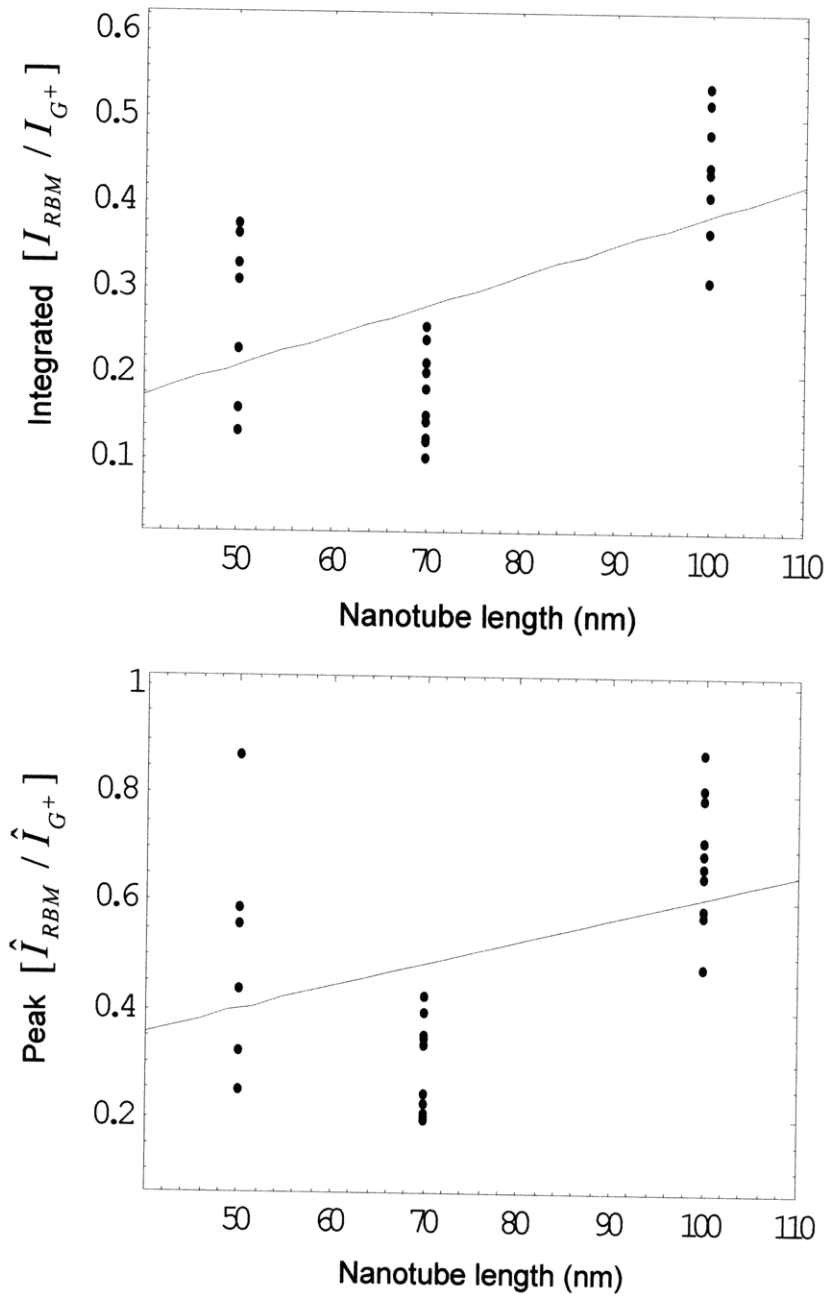 0.6
0.5
0.4
0.3
0.2
0.1
Integrated [I_RBM / I_G+]
50 60 70 80 90 100 110
Nanotube length (nm)
1
0.8
0.6
0.4
0.2
Peak [Î_RBM / Î_G+]
50 60 70 80 90 100 110
Nanotube length (nm)